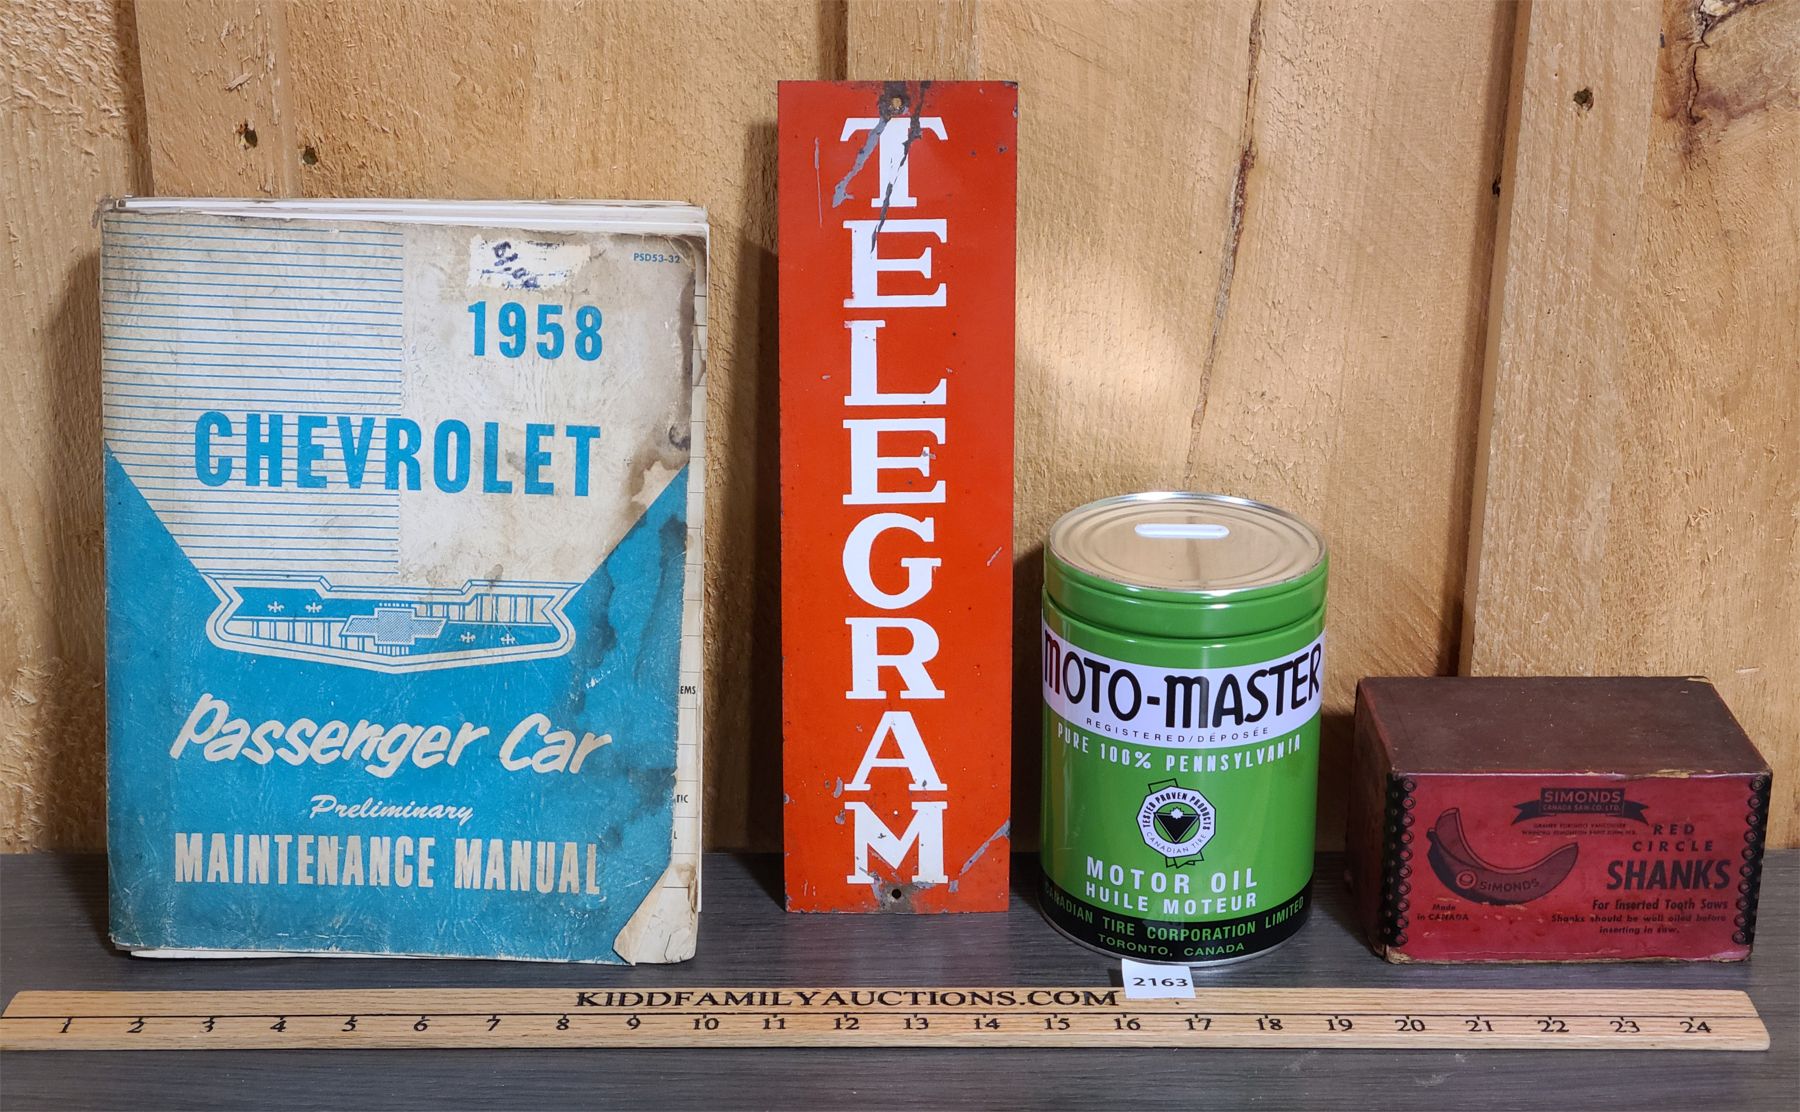 PSD53-32
1958
CHEVROLET
Passenger Car
Preliminary
MAINTENANCE MANUAL
EMS
TIC
L
TELEGRAM
MOTO-MASTER
REGISTERED/DÉPOSÉE
PURE 100% PENNSYLVANIA
TESTED PROVEN PRODUCTS
CANADIAN TIRE
MOTOR OIL
HUILE MOTEUR
CANADIAN TIRE CORPORATION LIMITED
TORONTO, CANADA
SIMONDS
CANADA SAW CO. LTD.
RED
CIRCLE
SHANKS
SIMONDS
For Inserted Tooth Saws
Made
in CANADA
Shanks should be well oiled before
inserting in saw.
2163
KIDDFAMILYAUCTIONS.COM
1 2 3 4 5 6 7 8 9 10 11 12 13 14 15 16 17 18 19 20 21 22 23 24